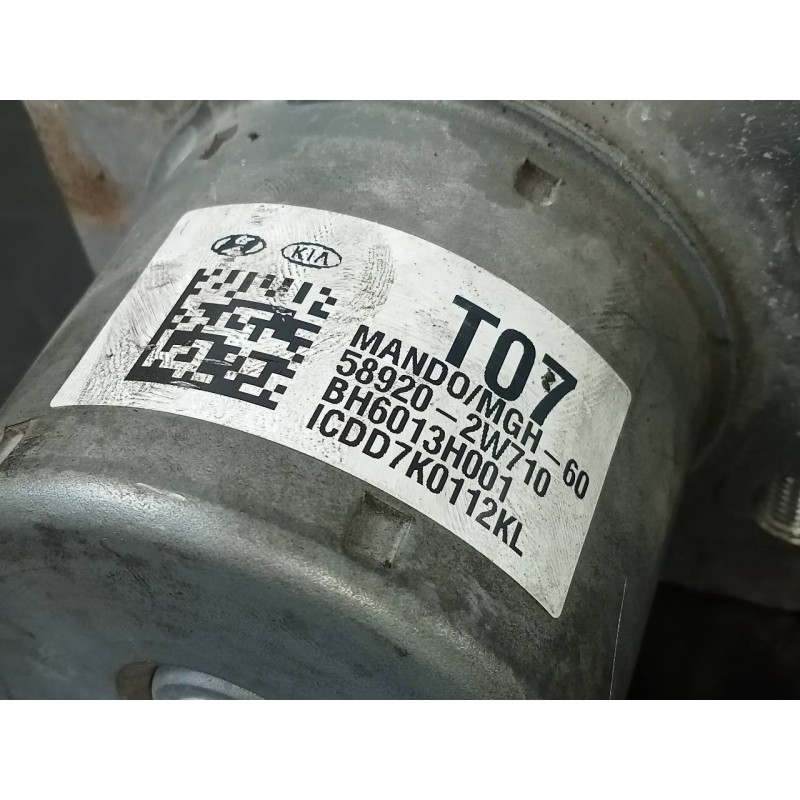 KIA
T07
MANDO/MGH-60
58920-2W710
BH6013H001
ICDD7K0112KL